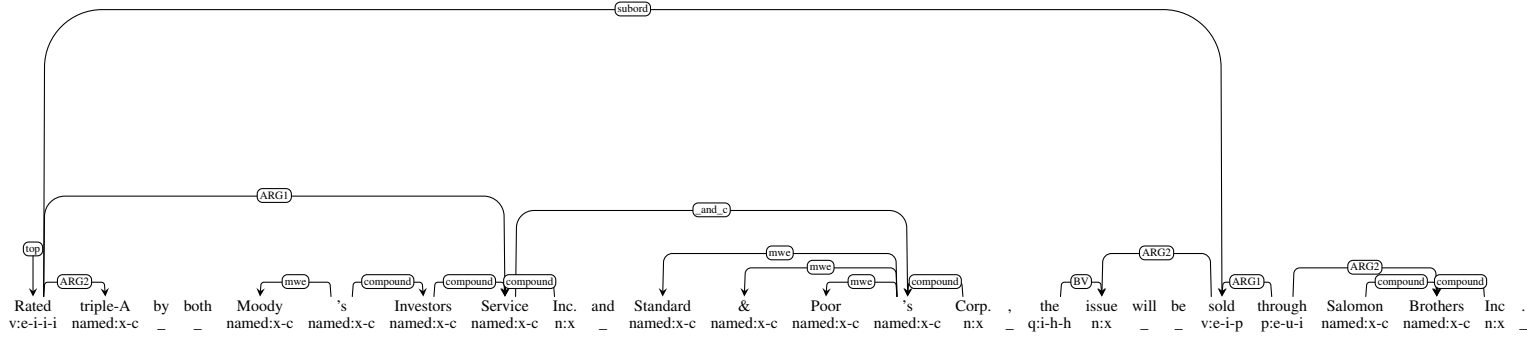 subord
ARG1
_and_c
top
mwe
ARG2
mwe
ARG2
ARG2
mwe
compound
compound
compound
mwe
compound
BV
ARG1
compound
compound
Rated triple-A by both Moody 's Investors Service Inc. and Standard & Poor 's Corp. , the issue will be sold through Salomon Brothers Inc .
v:e-i-i-i named:x-c _ _ named:x-c named:x-c named:x-c named:x-c n:x _ named:x-c named:x-c named:x-c named:x-c n:x _ q:i-h-h n:x _ _ v:e-i-p p:e-u-i named:x-c named:x-c n:x _